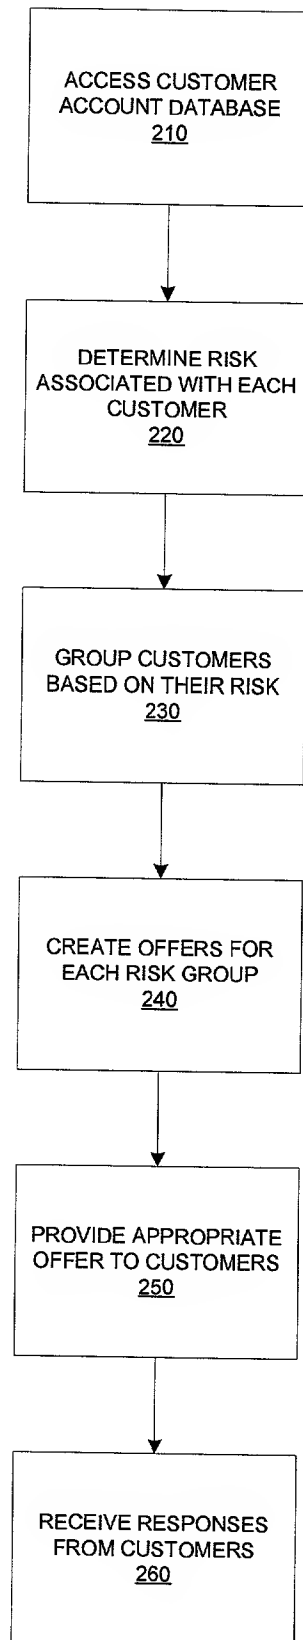 ACCESS CUSTOMER
ACCOUNT DATABASE
210
DETERMINE RISK
ASSOCIATED WITH EACH
CUSTOMER
220
GROUP CUSTOMERS
BASED ON THEIR RISK
230
CREATE OFFERS FOR
EACH RISK GROUP
240
PROVIDE APPROPRIATE
OFFER TO CUSTOMERS
250
RECEIVE RESPONSES
FROM CUSTOMERS
260